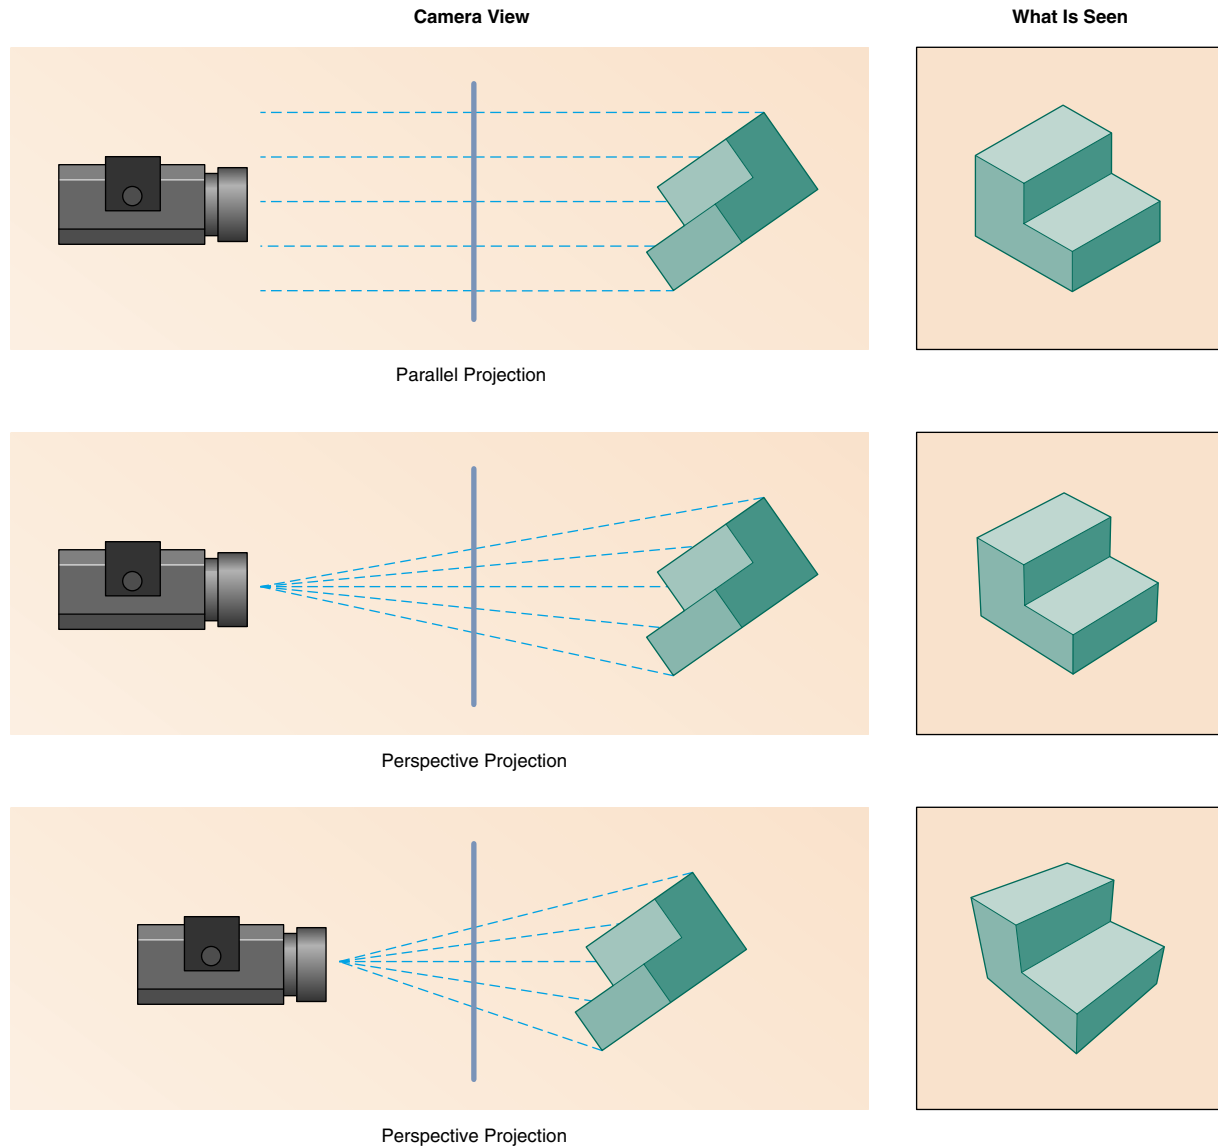 Camera View
What Is Seen
Parallel Projection
Perspective Projection
Perspective Projection